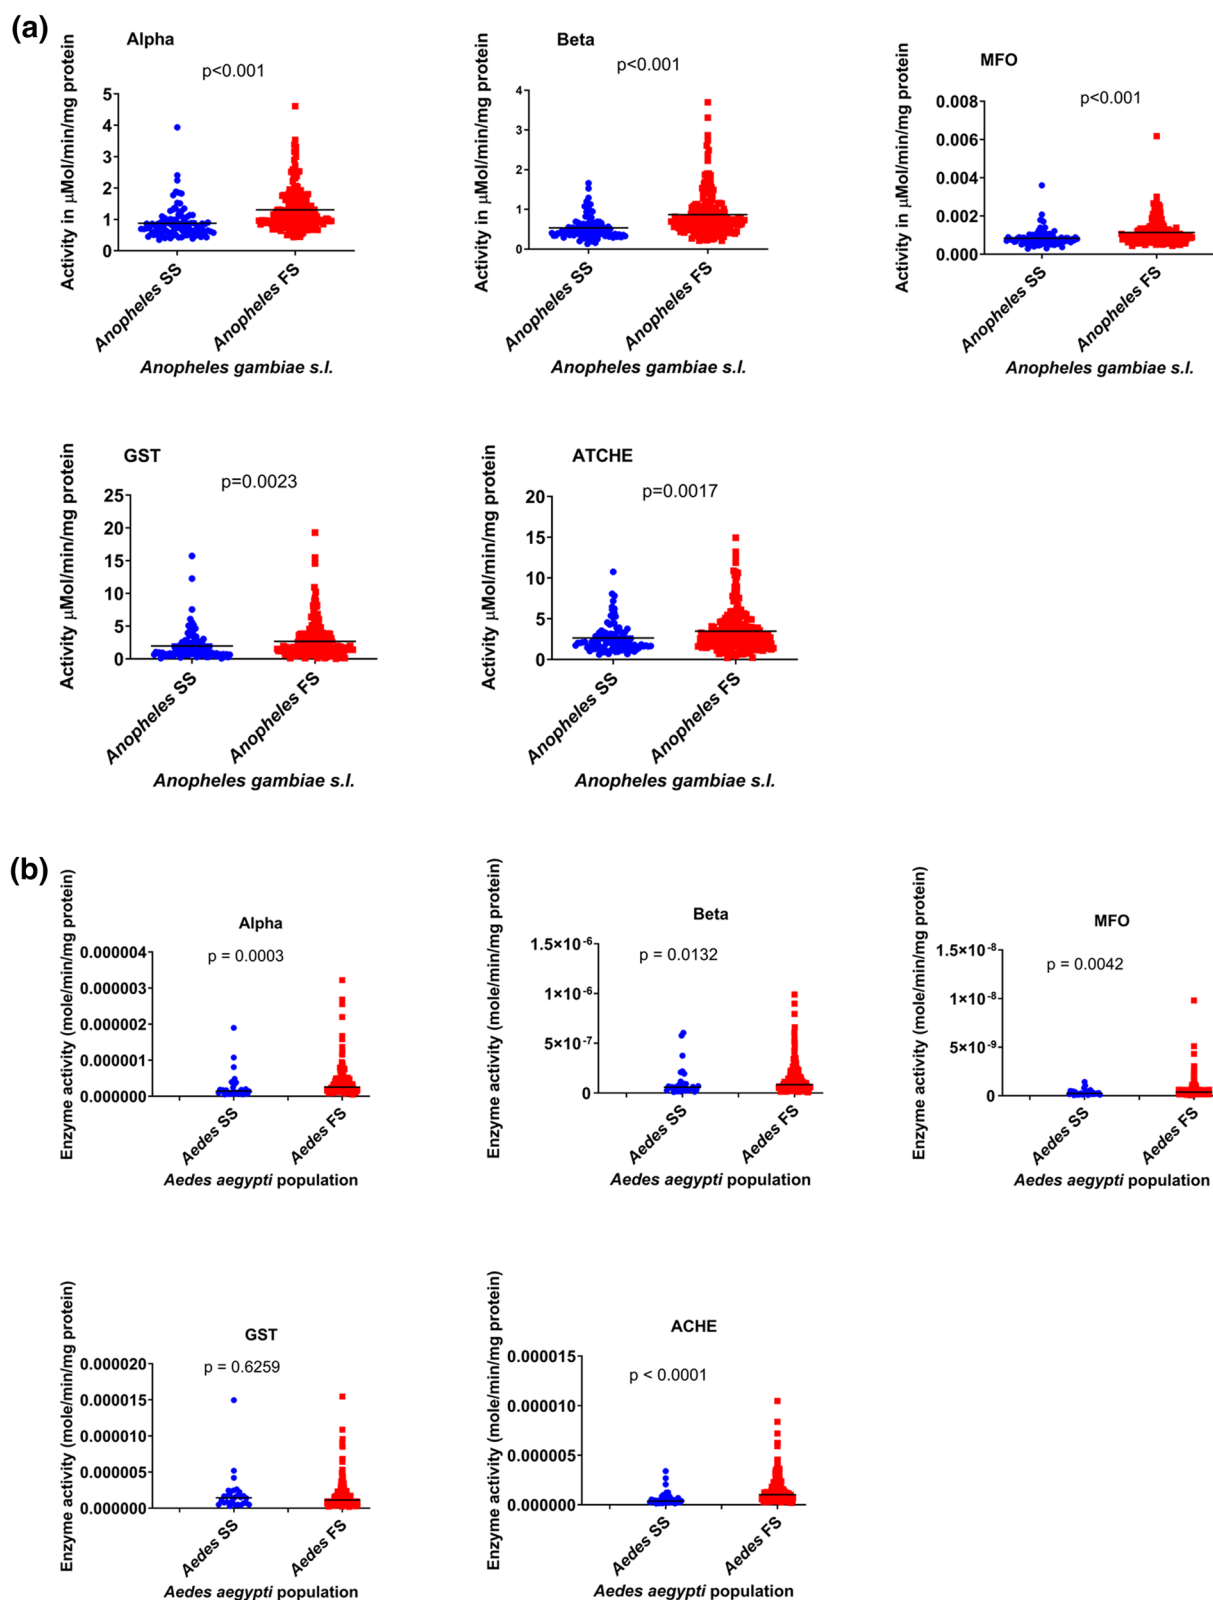 (a)
Alpha
p<0.001
Activity in µMol/min/mg protein
5
4
3
2
1
0
Anopheles SS
Anopheles FS
Anopheles gambiae s.l.
Beta
p<0.001
Activity in µMol/min/mg protein
4
3
2
1
0
Anopheles SS
Anopheles FS
Anopheles gambiae s.l.
MFO
p<0.001
Activity in µMol/min/mg protein
0.008
0.006
0.004
0.002
0.000
Anopheles SS
Anopheles FS
Anopheles gambiae s.l.
GST
p=0.0023
Activity µMol/min/mg protein
25
20
15
10
5
0
Anopheles SS
Anopheles FS
Anopheles gambiae s.l.
ATCHE
p=0.0017
Activity µMol/min/mg protein
20
15
10
5
0
Anopheles SS
Anopheles FS
Anopheles gambiae s.l.
(b)
Alpha
p = 0.0003
Enzyme activity (mole/min/mg protein)
0.000004
0.000003
0.000002
0.000001
0.000000
Aedes SS
Aedes FS
Aedes aegypti population
Beta
p = 0.0132
Enzyme activity (mole/min/mg protein)
1.5×10⁻⁶
1×10⁻⁶
5×10⁻⁷
0
Aedes SS
Aedes FS
Aedes aegypti population
MFO
p = 0.0042
Enzyme activity (mole/min/mg protein)
1.5×10⁻⁸
1×10⁻⁸
5×10⁻⁹
0
Aedes SS
Aedes FS
Aedes aegypti population
GST
p = 0.6259
Enzyme activity (mole/min/mg protein)
0.000020
0.000015
0.000010
0.000005
0.000000
Aedes SS
Aedes FS
Aedes aegypti population
ACHE
p < 0.0001
Enzyme activity (mole/min/mg protein)
0.000015
0.000010
0.000005
0.000000
Aedes SS
Aedes FS
Aedes aegypti population